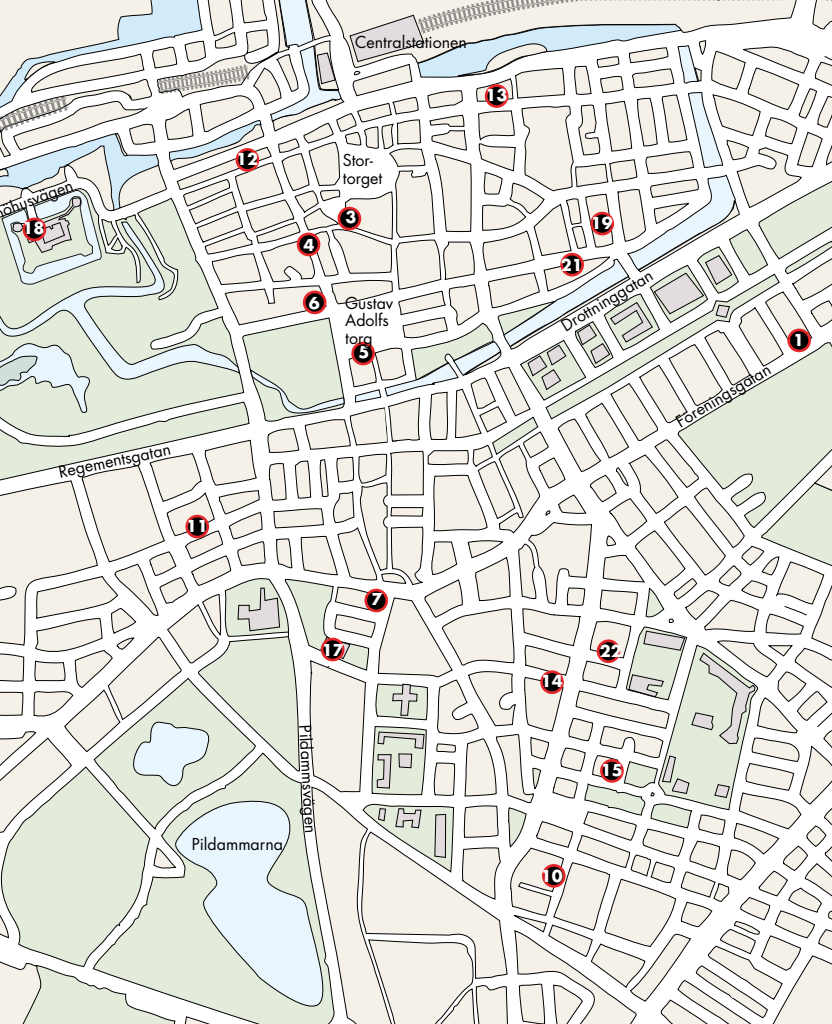 Centralstationen
13
12
Stor-
torget
öhusvägen
18
3
19
4
21
Drottninggatan
6
Gustav
Adolfs
torg
5
1
Föreningsgatan
Regementsgatan
11
7
17
22
14
Pildammsvägen
15
Pildammarna
10